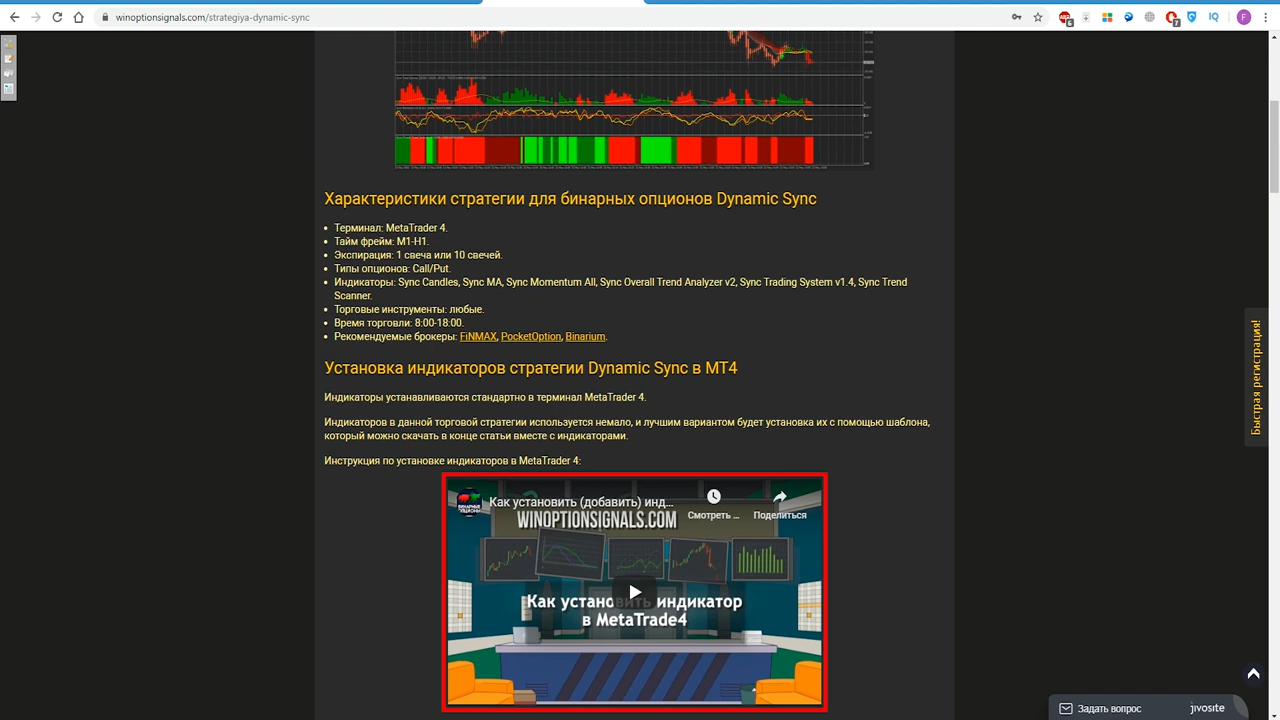 winoptionsignals.com/strategiya-dynamic-sync
6
7
IQ
F
Характеристики стратегии для бинарных опционов Dynamic Sync
Терминал: MetaTrader 4.
Тайм фрейм: M1-H1.
Экспирация: 1 свеча или 10 свечей.
Типы опционов: Call/Put.
Индикаторы: Sync Candles, Sync MA, Sync Momentum All, Sync Overall Trend Analyzer v2, Sync Trading System v1.4, Sync Trend
Scanner.
Торговые инструменты: любые.
Время торговли: 8:00-18:00.
Рекомендуемые брокеры: FiNMAX, PocketOption, Binarium.
Быстрая регистрация!
Установка индикаторов стратегии Dynamic Sync в MT4
Индикаторы устанавливаются стандартно в терминал MetaTrader 4.
Индикаторов в данной торговой стратегии используется немало, и лучшим вариантом будет установка их с помощью шаблона,
который можно скачать в конце статьи вместе с индикаторами.
Инструкция по установке индикаторов в MetaTrader 4:
БИНАРНЫЕ
ОПЦИОНЫ
Как установить (добавить) инд...
Смотреть ...
Поделиться
WINOPTIONSIGNALS.COM
Как установить индикатор
в MetaTrade4
Задать вопрос
jivosite